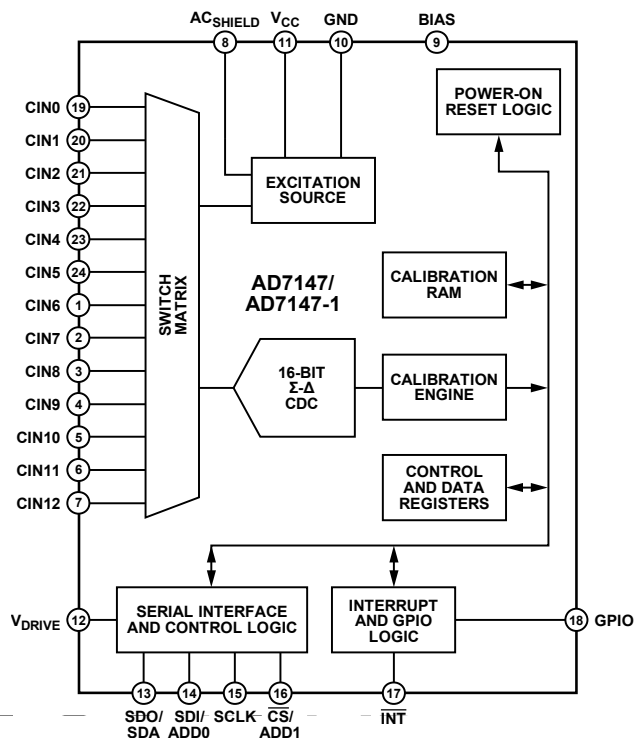 ACSHIELD
VCC
GND
BIAS
8
11
10
9
POWER-ON
RESET LOGIC
CIN0 19
CIN1 20
CIN2 21
CIN3 22
CIN4 23
CIN5 24
CIN6 1
CIN7 2
CIN8 3
CIN9 4
CIN10 5
CIN11 6
CIN12 7
SWITCH
MATRIX
EXCITATION
SOURCE
AD7147/
AD7147-1
CALIBRATION
RAM
16-BIT
Σ-Δ
CDC
CALIBRATION
ENGINE
CONTROL
AND DATA
REGISTERS
VDRIVE 12
SERIAL INTERFACE
AND CONTROL LOGIC
INTERRUPT
AND GPIO
LOGIC
18 GPIO
13
14
15
16
17
SDO/
SDA
SDI/
ADD0
SCLK
CS/
ADD1
INT